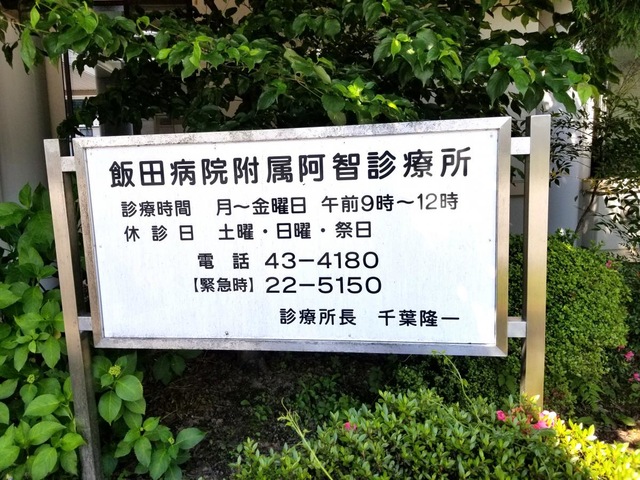 飯田病院附属阿智診療所
診療時間 月～金曜日 午前9時～12時
休診日 土曜・日曜・祭日
電話 43-4180
【緊急時】22-5150
診療所長 千葉隆一